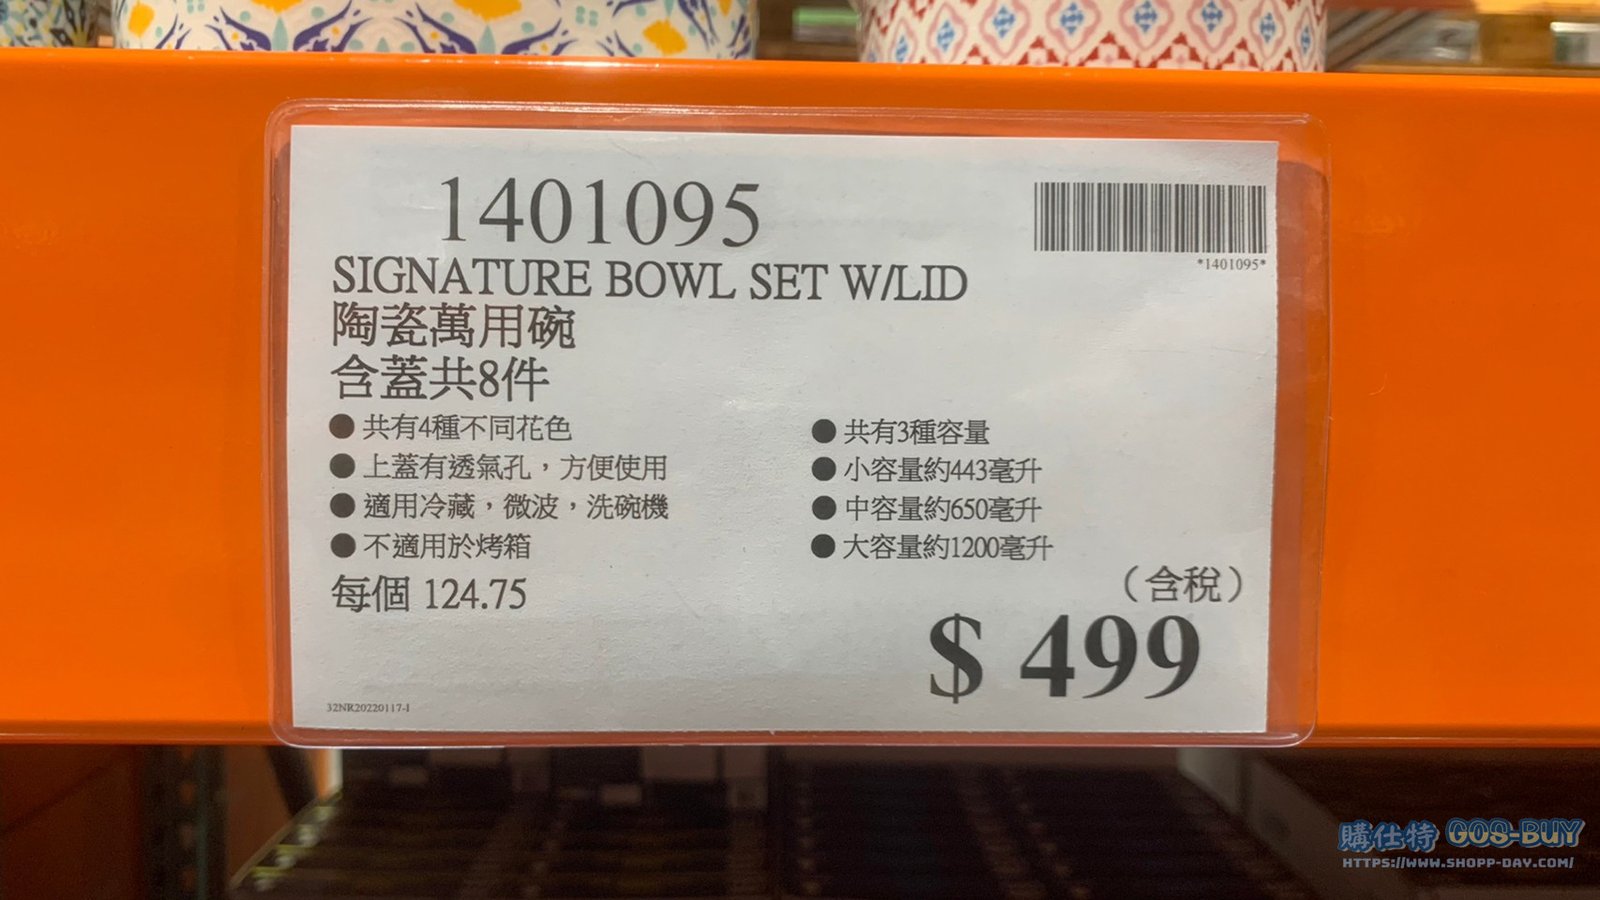 1401095
*1401095*
SIGNATURE BOWL SET W/LID
陶瓷萬用碗
含蓋共8件
● 共有4種不同花色
● 上蓋有透氣孔，方便使用
● 適用冷藏，微波，洗碗機
● 不適用於烤箱
● 共有3種容量
● 小容量約443毫升
● 中容量約650毫升
● 大容量約1200毫升
每個 124.75
（含稅）
$ 499
32NR20220117-1
購仕特 GOS-BUY
HTTPS://WWW.SHOPP-DAY.COM/